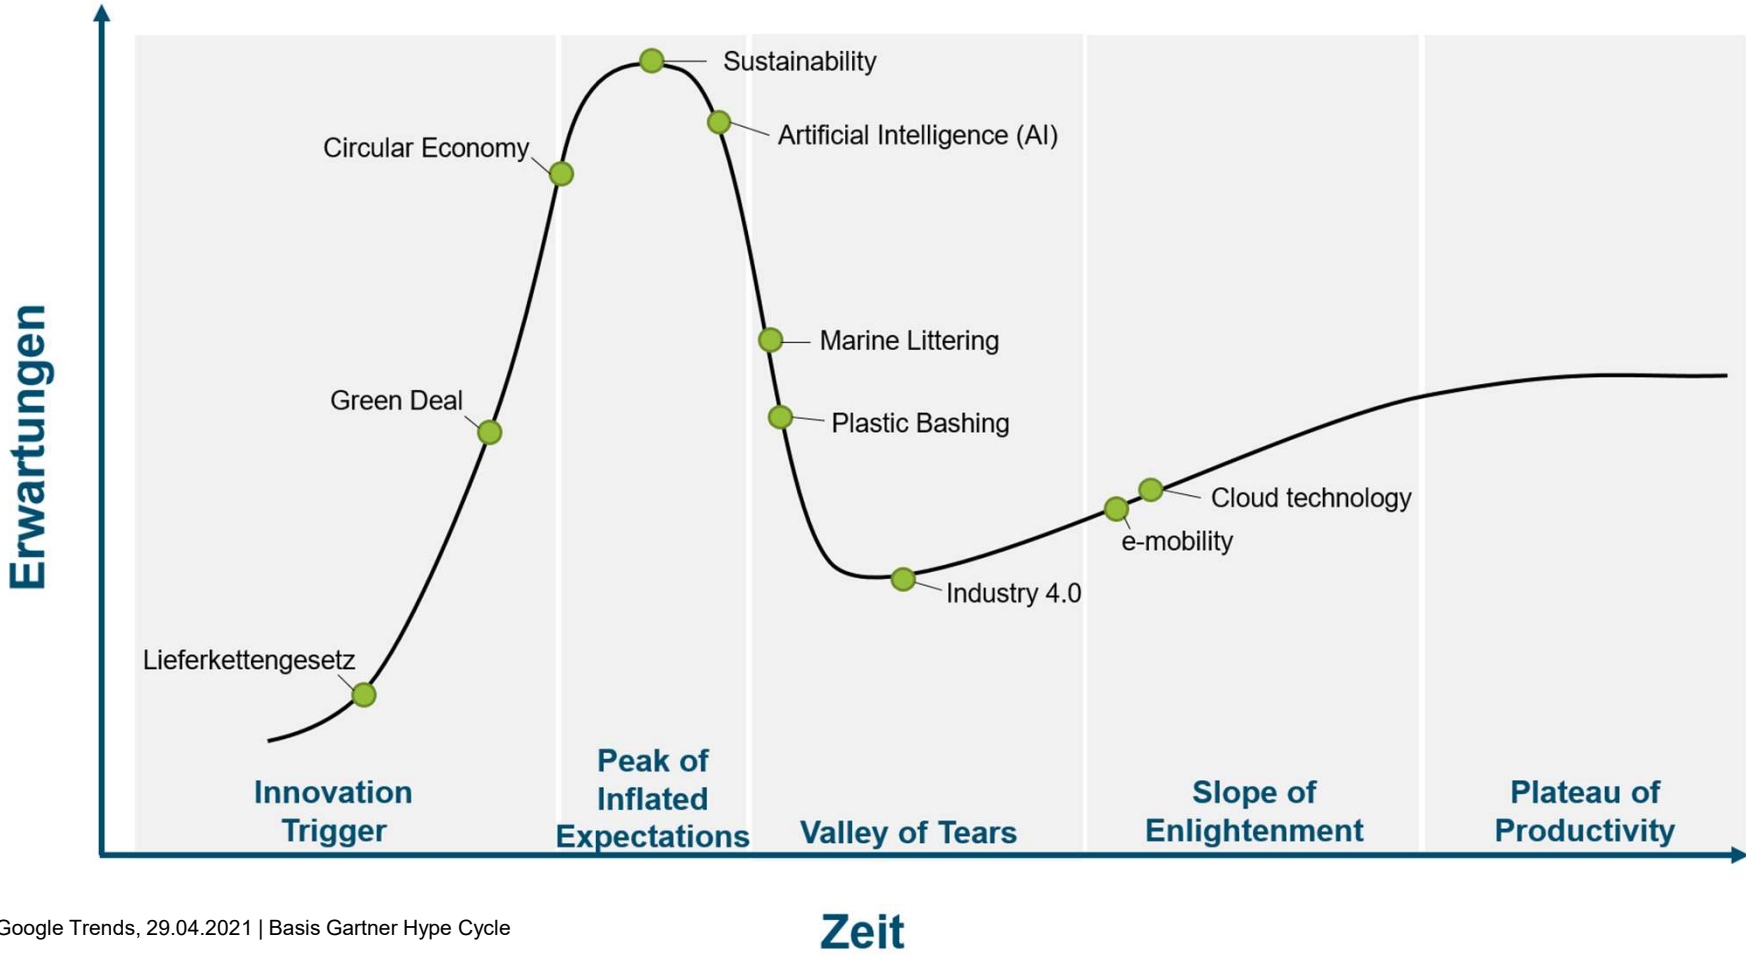 Sustainability
Artificial Intelligence (AI)
Circular Economy
Marine Littering
Green Deal
Plastic Bashing
Cloud technology
e-mobility
Industry 4.0
Lieferkettengesetz
Erwartungen
Innovation
Trigger
Peak of
Inflated
Expectations
Valley of Tears
Slope of
Enlightenment
Plateau of
Productivity
Zeit
Google Trends, 29.04.2021 | Basis Gartner Hype Cycle